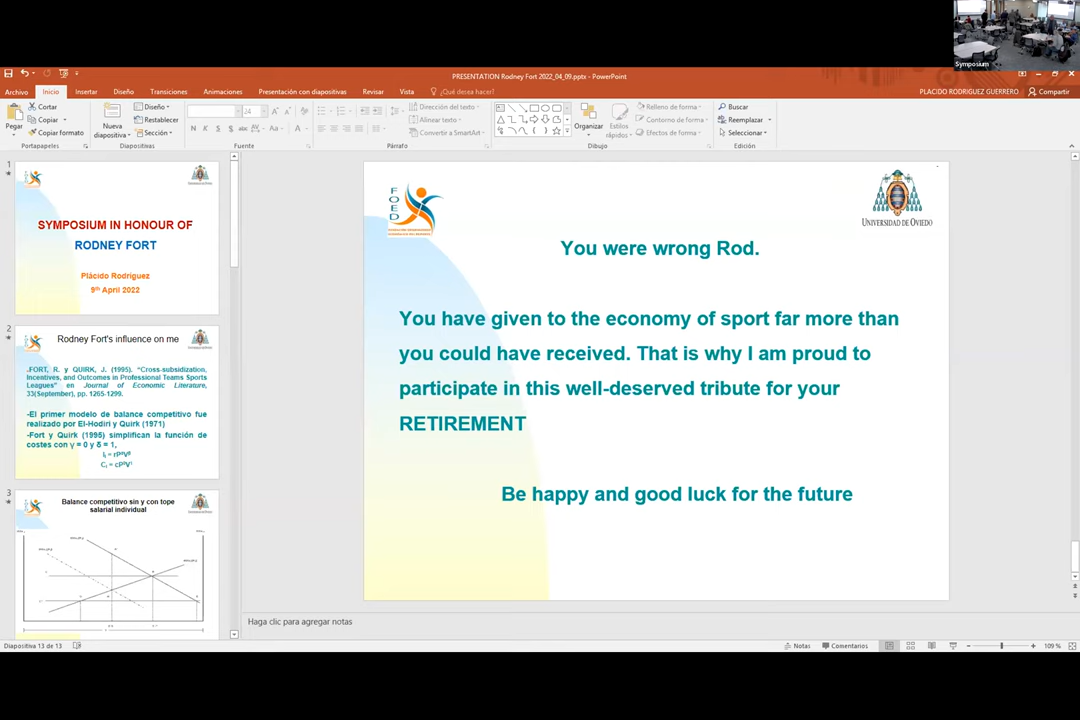 Symposium
PRESENTATION Rodney Fort 2022_04_09.pptx - PowerPoint
Archivo Inicio Insertar Diseño Transiciones Animaciones Presentación con diapositivas Revisar Vista ¿Qué desea hacer? PLACIDO RODRIGUEZ GUERRERO Compartir
Pegar
Cortar
Copiar
Copiar formato
Portapapeles
Nueva
diapositiva
Diseño
Restablecer
Sección
Diapositivas
24
N K S S abc AV Aa A
Fuente
Dirección del texto
Alinear texto
Convertir a SmartArt
Párrafo
Organizar
Estilos
rápidos
Relleno de forma
Contorno de forma
Efectos de forma
Dibujo
Buscar
Reemplazar
Seleccionar
Edición
1
SYMPOSIUM IN HONOUR OF
RODNEY FORT
Plácido Rodríguez
9th April 2022
2
Rodney Fort's influence on me
.FORT, R. y QUIRK, J. (1995). "Cross-subsidization,
Incentives, and Outcomes in Professional Teams Sports
Leagues" en Journal of Economic Literature,
33(September), pp. 1265-1299.
-El primer modelo de balance competitivo fue
realizado por El-Hodiri y Quirk (1971)
-Fort y Quirk (1995) simplifican la función de
costes con γ = 0 y δ = 1,
3
Balance competitivo sin y con tope
salarial individual
FOED
UNIVERSIDAD DE OVIEDO
You were wrong Rod.
You have given to the economy of sport far more than
you could have received. That is why I am proud to
participate in this well-deserved tribute for your
RETIREMENT
Be happy and good luck for the future
Haga clic para agregar notas
Diapositiva 13 de 13 Notas Comentarios 109 %